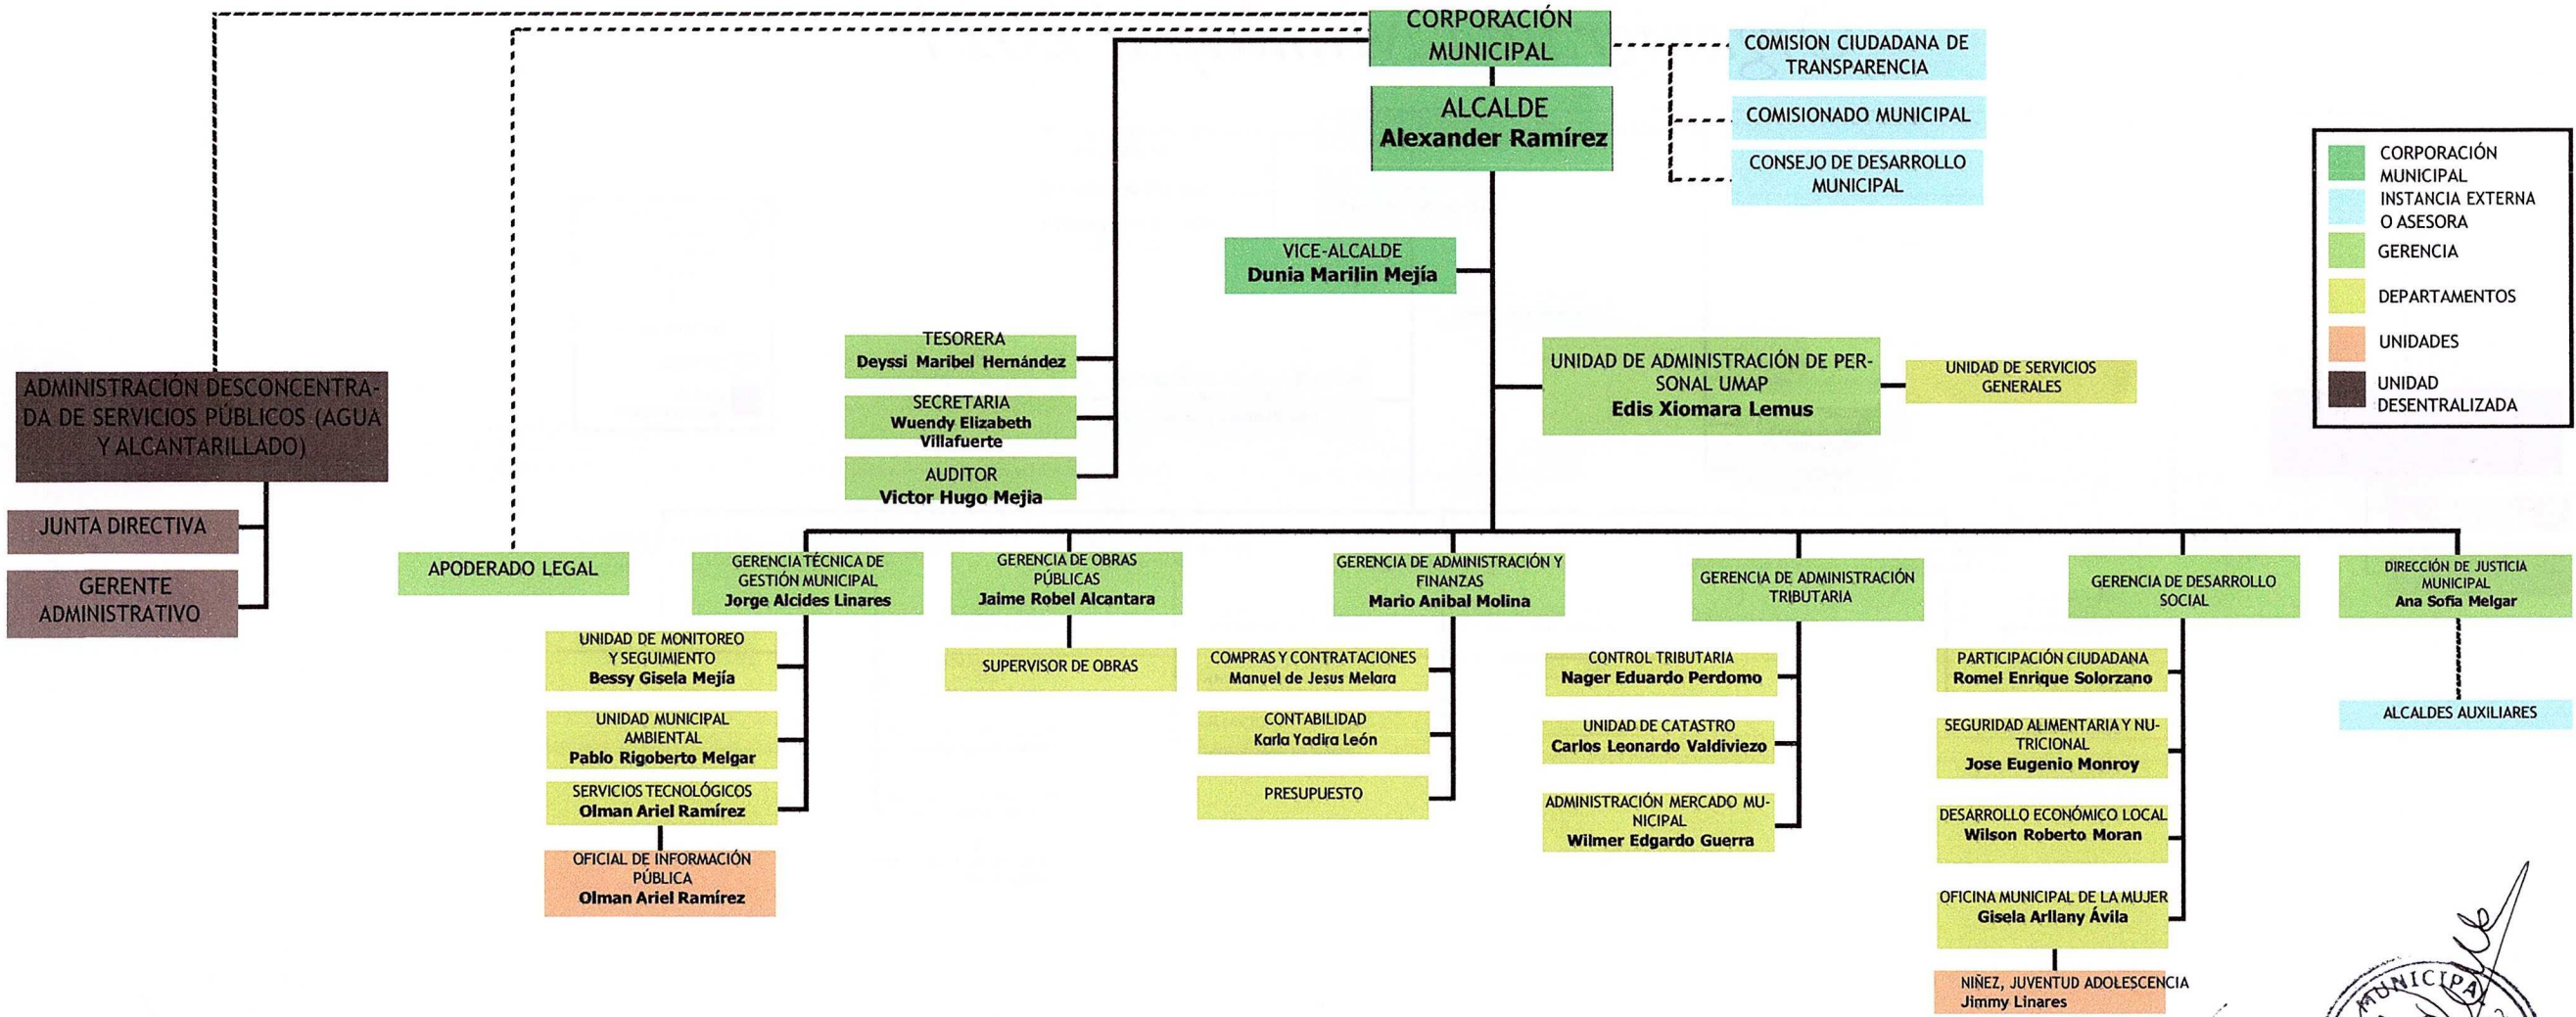 CORPORACIÓN
MUNICIPAL
ALCALDE
Alexander Ramírez
COMISION CIUDADANA DE
TRANSPARENCIA
COMISIONADO MUNICIPAL
CONSEJO DE DESARROLLO
MUNICIPAL
CORPORACIÓN
MUNICIPAL
INSTANCIA EXTERNA
O ASESORA
GERENCIA
DEPARTAMENTOS
UNIDADES
UNIDAD
DESENTRALIZADA
VICE-ALCALDE
Dunia Marilin Mejía
TESORERA
Deyssi Maribel Hernández
SECRETARIA
Wuendy Elizabeth
Villafuerte
AUDITOR
Victor Hugo Mejia
UNIDAD DE ADMINISTRACIÓN DE PER-
SONAL UMAP
Edis Xiomara Lemus
UNIDAD DE SERVICIOS
GENERALES
ADMINISTRACIÓN DESCONCENTRA-
DA DE SERVICIOS PÚBLICOS (AGUA
Y ALCANTARILLADO)
JUNTA DIRECTIVA
GERENTE
ADMINISTRATIVO
APODERADO LEGAL
GERENCIA TÉCNICA DE
GESTIÓN MUNICIPAL
Jorge Alcides Linares
UNIDAD DE MONITOREO
Y SEGUIMIENTO
Bessy Gisela Mejía
UNIDAD MUNICIPAL
AMBIENTAL
Pablo Rigoberto Melgar
SERVICIOS TECNOLÓGICOS
Olman Ariel Ramírez
OFICIAL DE INFORMACIÓN
PÚBLICA
Olman Ariel Ramírez
GERENCIA DE OBRAS
PÚBLICAS
Jaime Robel Alcantara
SUPERVISOR DE OBRAS
GERENCIA DE ADMINISTRACIÓN Y
FINANZAS
Mario Anibal Molina
COMPRAS Y CONTRATACIONES
Manuel de Jesus Melara
CONTABILIDAD
Karla Yadira León
PRESUPUESTO
GERENCIA DE ADMINISTRACIÓN
TRIBUTARIA
CONTROL TRIBUTARIA
Nager Eduardo Perdomo
UNIDAD DE CATASTRO
Carlos Leonardo Valdiviezo
ADMINISTRACIÓN MERCADO MU-
NICIPAL
Wilmer Edgardo Guerra
GERENCIA DE DESARROLLO
SOCIAL
PARTICIPACIÓN CIUDADANA
Romel Enrique Solorzano
SEGURIDAD ALIMENTARIA Y NU-
TRICIONAL
Jose Eugenio Monroy
DESARROLLO ECONÓMICO LOCAL
Wilson Roberto Moran
OFICINA MUNICIPAL DE LA MUJER
Gisela Arllany Ávila
NIÑEZ, JUVENTUD ADOLESCENCIA
Jimmy Linares
DIRECCIÓN DE JUSTICIA
MUNICIPAL
Ana Sofia Melgar
ALCALDES AUXILIARES